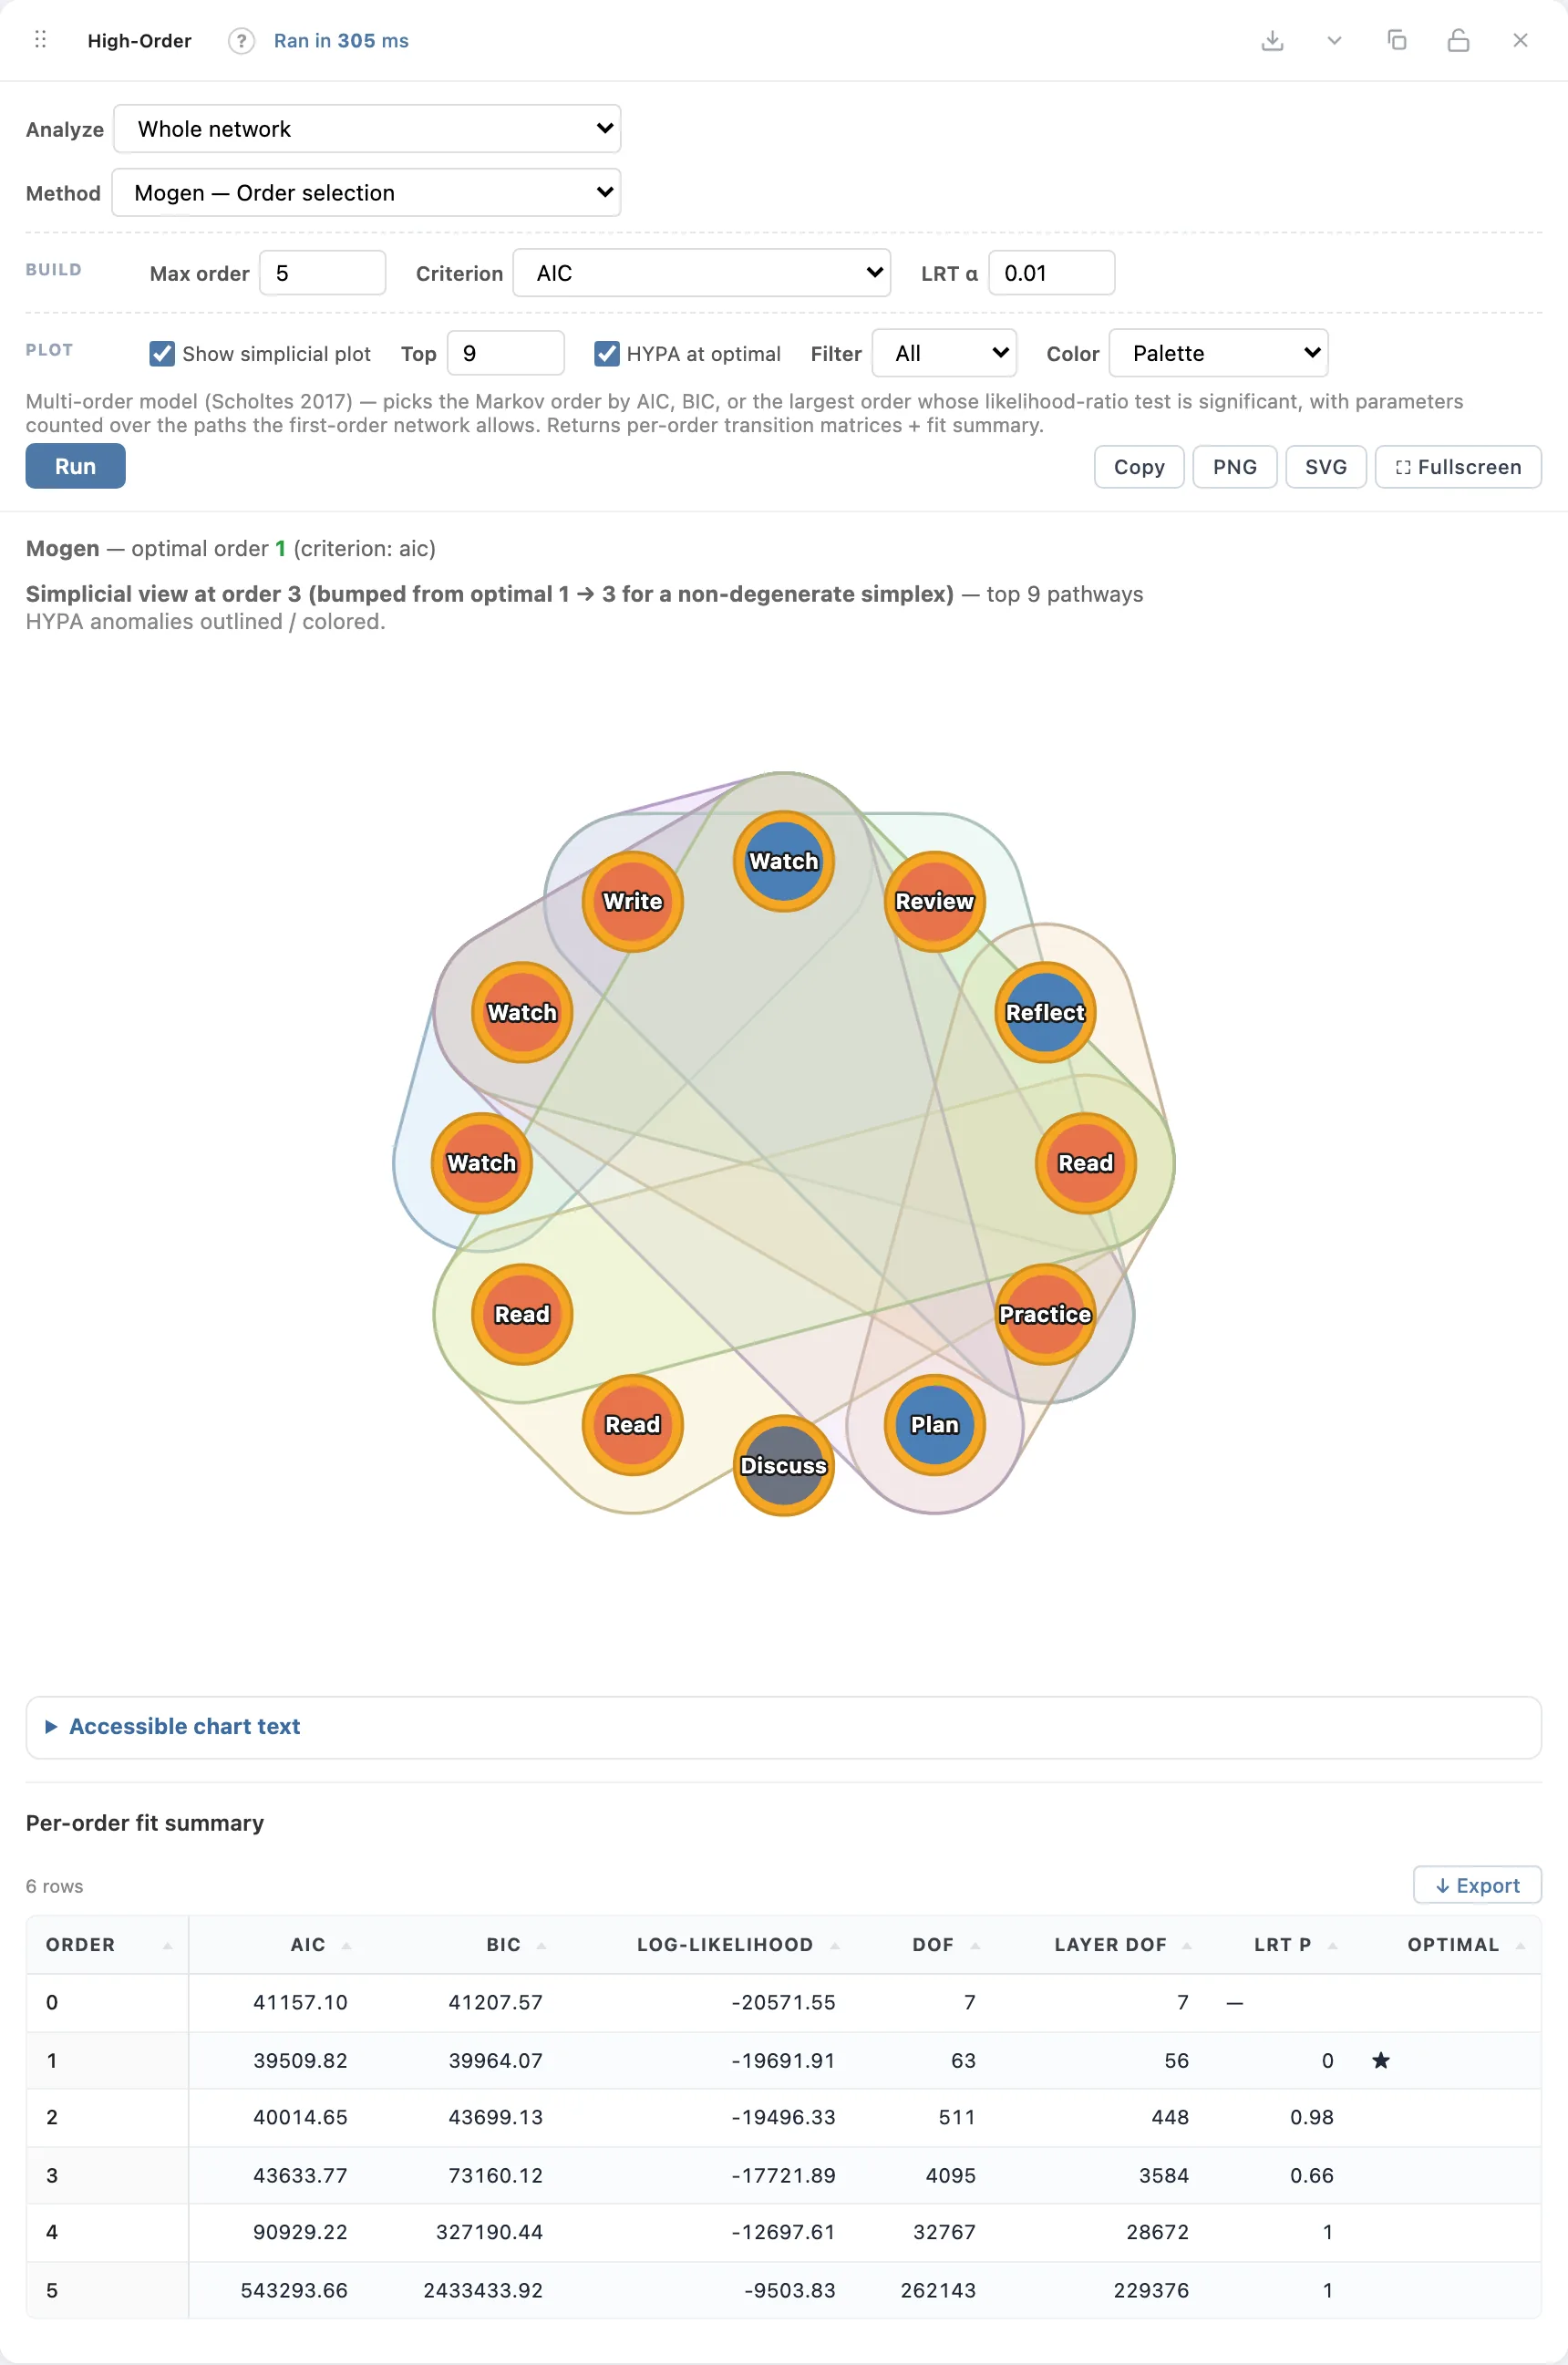 High-Order ? Ran in 305 ms
Analyze Whole network
Method Mogen — Order selection
BUILD Max order 5 Criterion AIC LRT α 0.01
PLOT Show simplicial plot Top 9 HYPA at optimal Filter All Color Palette
Multi-order model (Scholtes 2017) — picks the Markov order by AIC, BIC, or the largest order whose likelihood-ratio test is significant, with parameters
counted over the paths the first-order network allows. Returns per-order transition matrices + fit summary.
Run Copy PNG SVG Fullscreen
Mogen — optimal order 1 (criterion: aic)
Simplicial view at order 3 (bumped from optimal 1 → 3 for a non-degenerate simplex) — top 9 pathways
HYPA anomalies outlined / colored.
Watch
Write Review
Watch Reflect
Watch Read
Read Practice
Read Plan
Discuss
Accessible chart text
Per-order fit summary
6 rows ↓ Export
ORDER AIC BIC LOG-LIKELIHOOD DOF LAYER DOF LRT P OPTIMAL
0 41157.10 41207.57 -20571.55 7 7 —
1 39509.82 39964.07 -19691.91 63 56 0 ★
2 40014.65 43699.13 -19496.33 511 448 0.98
3 43633.77 73160.12 -17721.89 4095 3584 0.66
4 90929.22 327190.44 -12697.61 32767 28672 1
5 543293.66 2433433.92 -9503.83 262143 229376 1